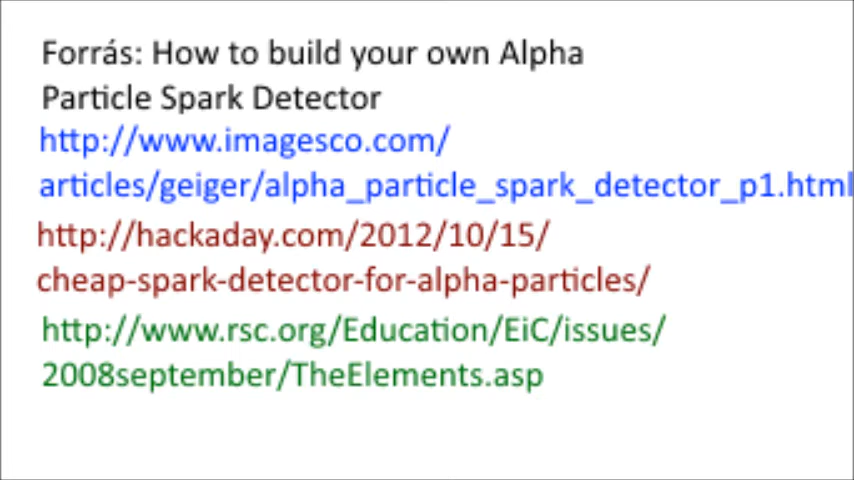 Forrás: How to build your own Alpha
Particle Spark Detector
http://www.imagesco.com/
articles/geiger/alpha_particle_spark_detector_p1.html
http://hackaday.com/2012/10/15/
cheap-spark-detector-for-alpha-particles/
http://www.rsc.org/Education/EiC/issues/
2008september/TheElements.asp